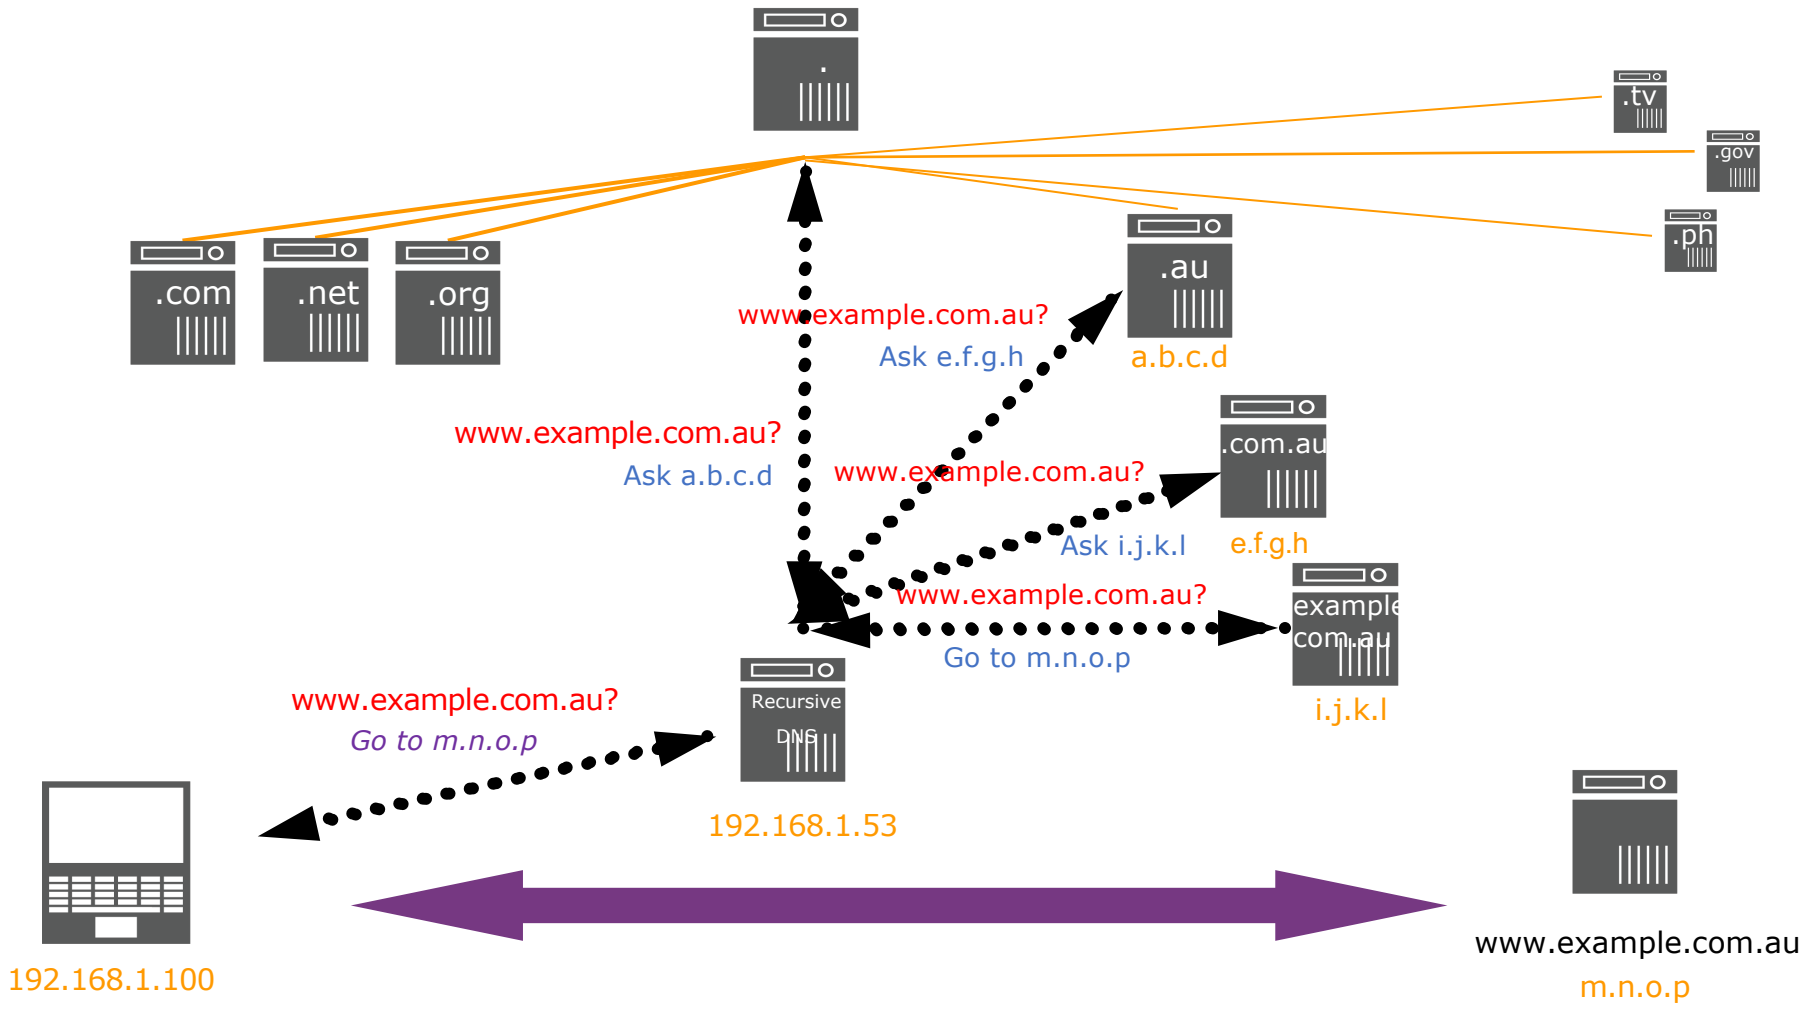 .
.tv
.gov
.ph
.com
.net
.org
.au
www.example.com.au?
Ask e.f.g.h
a.b.c.d
www.example.com.au?
Ask a.b.c.d
.com.au
www.example.com.au?
Ask i.j.k.l
e.f.g.h
www.example.com.au?
example
com.au
Go to m.n.o.p
i.j.k.l
Recursive
DNS
www.example.com.au?
Go to m.n.o.p
192.168.1.53
192.168.1.100
www.example.com.au
m.n.o.p